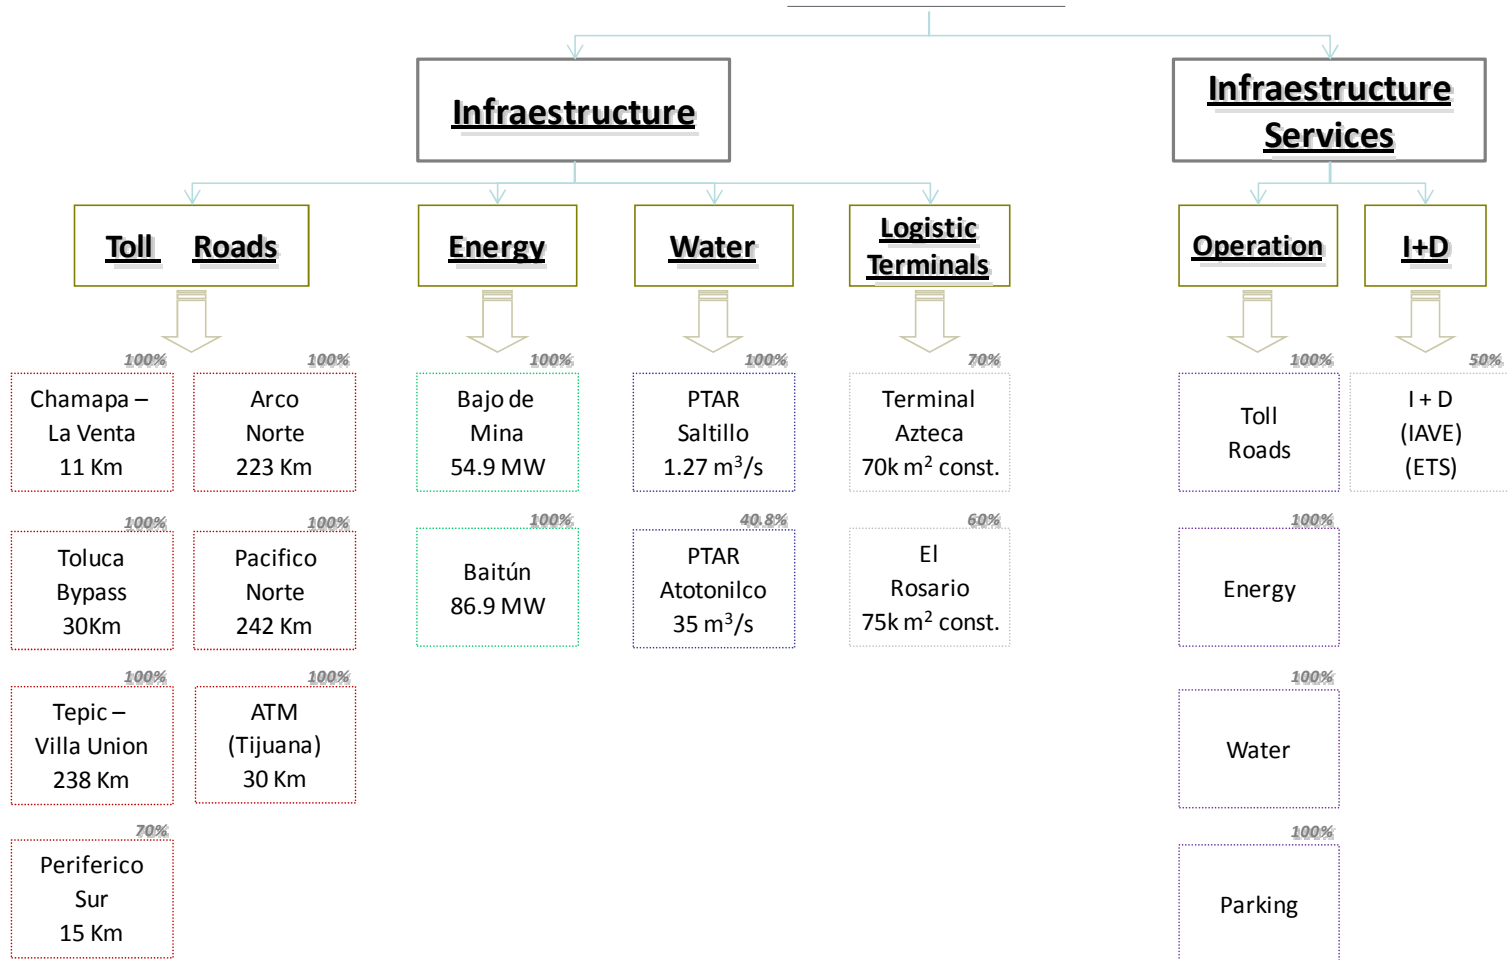 Infraestructure
Infraestructure
Services
Toll Roads
Energy
Water
Logistic
Terminals
Operation
I+D
100%
Chamapa –
La Venta
11 Km
100%
Arco
Norte
223 Km
100%
Bajo de
Mina
54.9 MW
100%
PTAR
Saltillo
1.27 m³/s
70%
Terminal
Azteca
70k m² const.
100%
Toll
Roads
50%
I + D
(IAVE)
(ETS)
100%
Toluca
Bypass
30Km
100%
Pacifico
Norte
242 Km
100%
Baitún
86.9 MW
40.8%
PTAR
Atotonilco
35 m³/s
60%
El
Rosario
75k m² const.
100%
Energy
100%
Tepic –
Villa Union
238 Km
100%
ATM
(Tijuana)
30 Km
100%
Water
70%
Periferico
Sur
15 Km
100%
Parking